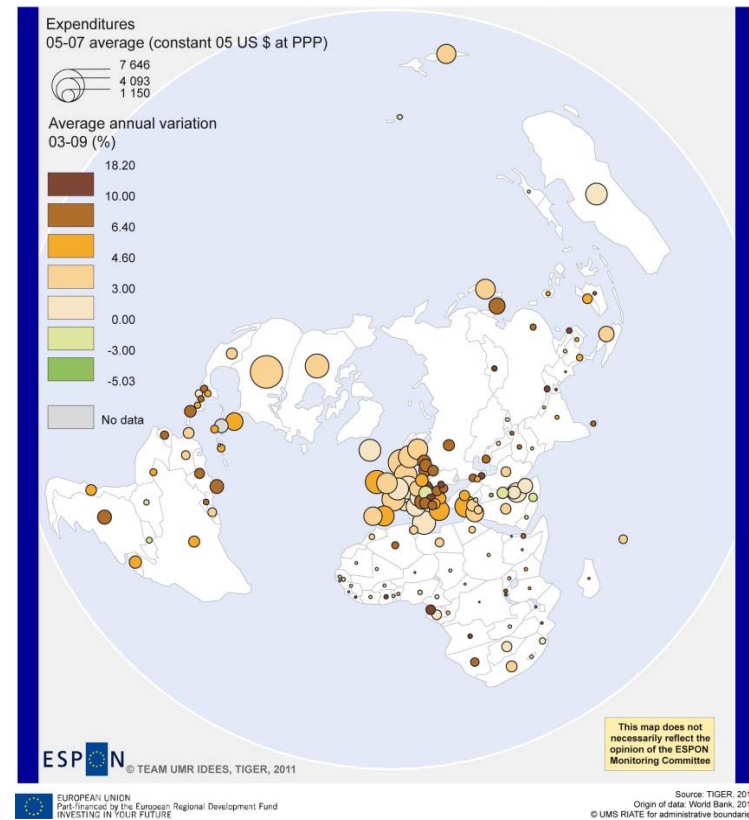 Expenditures
05-07 average (constant 05 US $ at PPP)
7 646
4 093
1 150
Average annual variation
03-09 (%)
18.20
10.00
6.40
4.60
3.00
0.00
-3.00
-5.03
No data
This map does not
necessarily reflect the
opinion of the ESPON
Monitoring Committee
ESPON © TEAM UMR IDEES, TIGER, 2011
EUROPEAN UNION
Part-financed by the European Regional Development Fund
INVESTING IN YOUR FUTURE
Source: TIGER, 201
Origin of data: World Bank, 201
© UMS RIATE for administrative boundarie